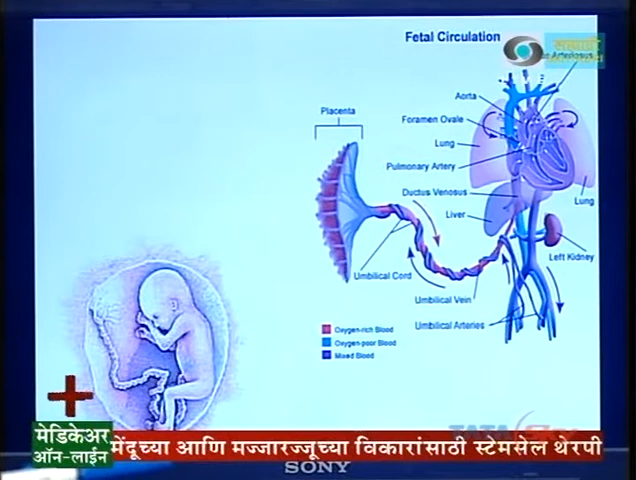 Fetal Circulation
सह्याद्री
Aorta
Placenta
Foramen Ovale
Lung
Pulmonary Artery
Ductus Venosus
Lung
Liver
Left Kidney
Umbilical Cord
Umbilical Vein
Umbilical Arteries
Oxygen-rich Blood
Oxygen-poor Blood
Mixed Blood
TATA
मेडिकेअर
ऑन-लाईन
मेंदूच्या आणि मज्जारज्जूच्या विकारांसाठी स्टेमसेल थेरपी
SONY